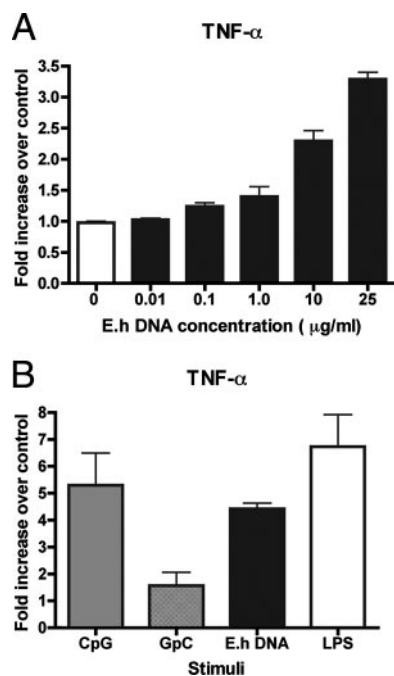 A
TNF-α
Fold increase over control
3.5
3.0
2.5
2.0
1.5
1.0
0.5
0.0
0 0.01 0.1 1.0 10 25
E.h DNA concentration ( μg/ml)
B
TNF-α
Fold increase over control
8
7
6
5
4
3
2
1
0
CpG GpC E.h DNA LPS
Stimuli